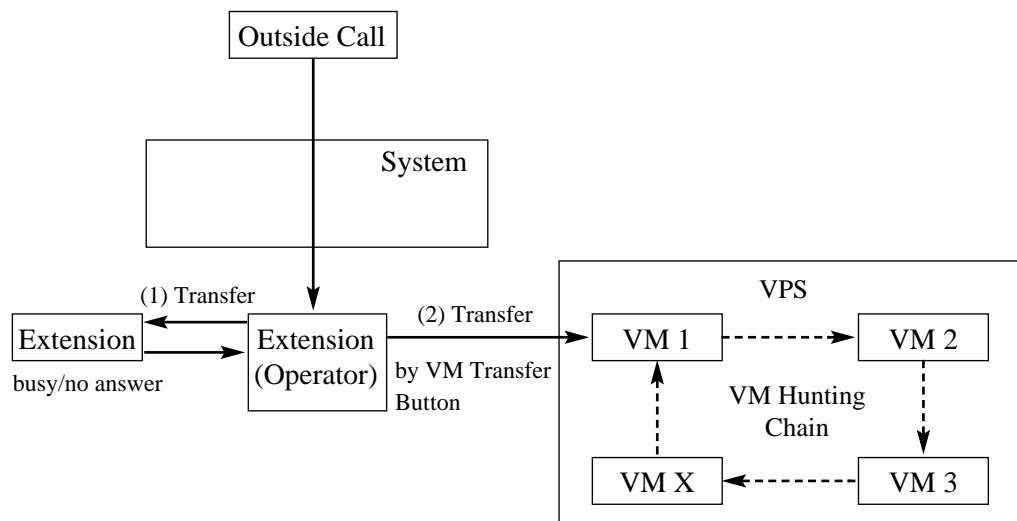 Outside Call
System
(1) Transfer
Extension
busy/no answer
Extension
(Operator)
(2) Transfer
by VM Transfer
Button
VPS
VM 1
VM 2
VM Hunting
Chain
VM X
VM 3